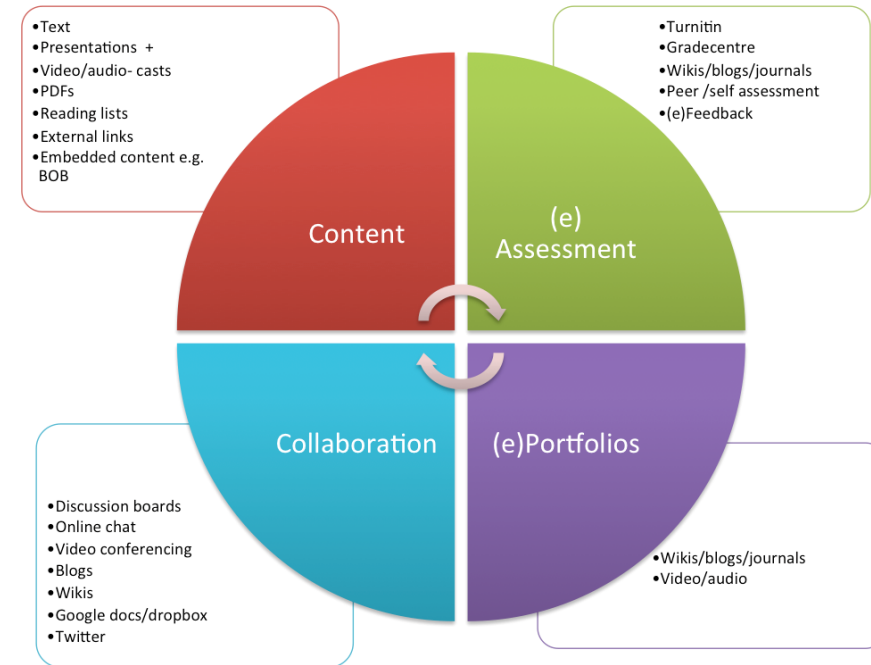 •Text
•Presentations +
•Video/audio- casts
•PDFs
•Reading lists
•External links
•Embedded content e.g.
BOB
•Turnitin
•Gradecentre
•Wikis/blogs/journals
•Peer /self assessment
•(e)Feedback
Content
(e)
Assessment
Collaboration
(e)Portfolios
•Discussion boards
•Online chat
•Video conferencing
•Blogs
•Wikis
•Google docs/dropbox
•Twitter
•Wikis/blogs/journals
•Video/audio